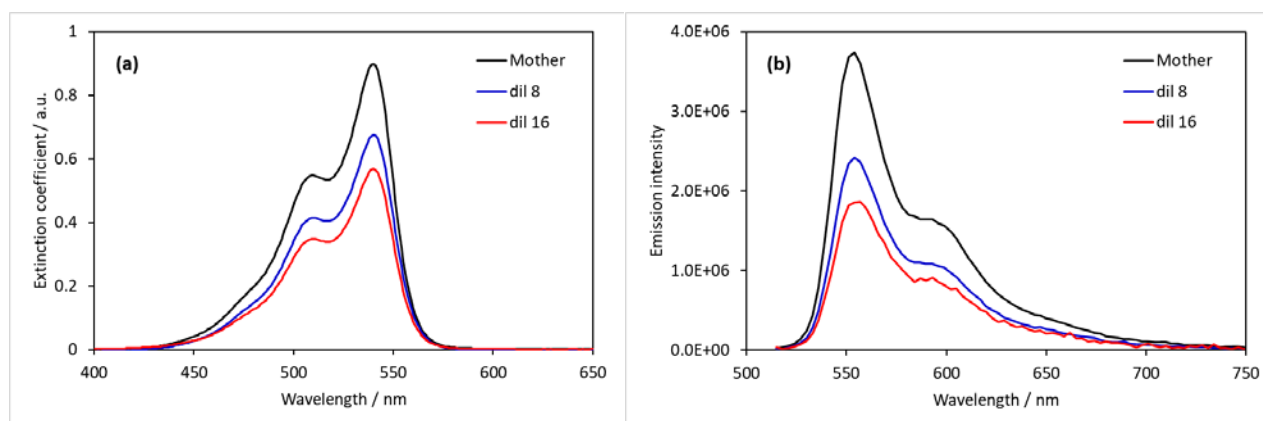 (a)
Mother
dil 8
dil 16
Extinction coefficient / a.u.
1
0.8
0.6
0.4
0.2
0
400 450 500 550 600 650
Wavelength / nm
(b)
Mother
dil 8
dil 16
Emission intensity
4.0E+06
3.0E+06
2.0E+06
1.0E+06
0.0E+00
500 550 600 650 700 750
Wavelength / nm